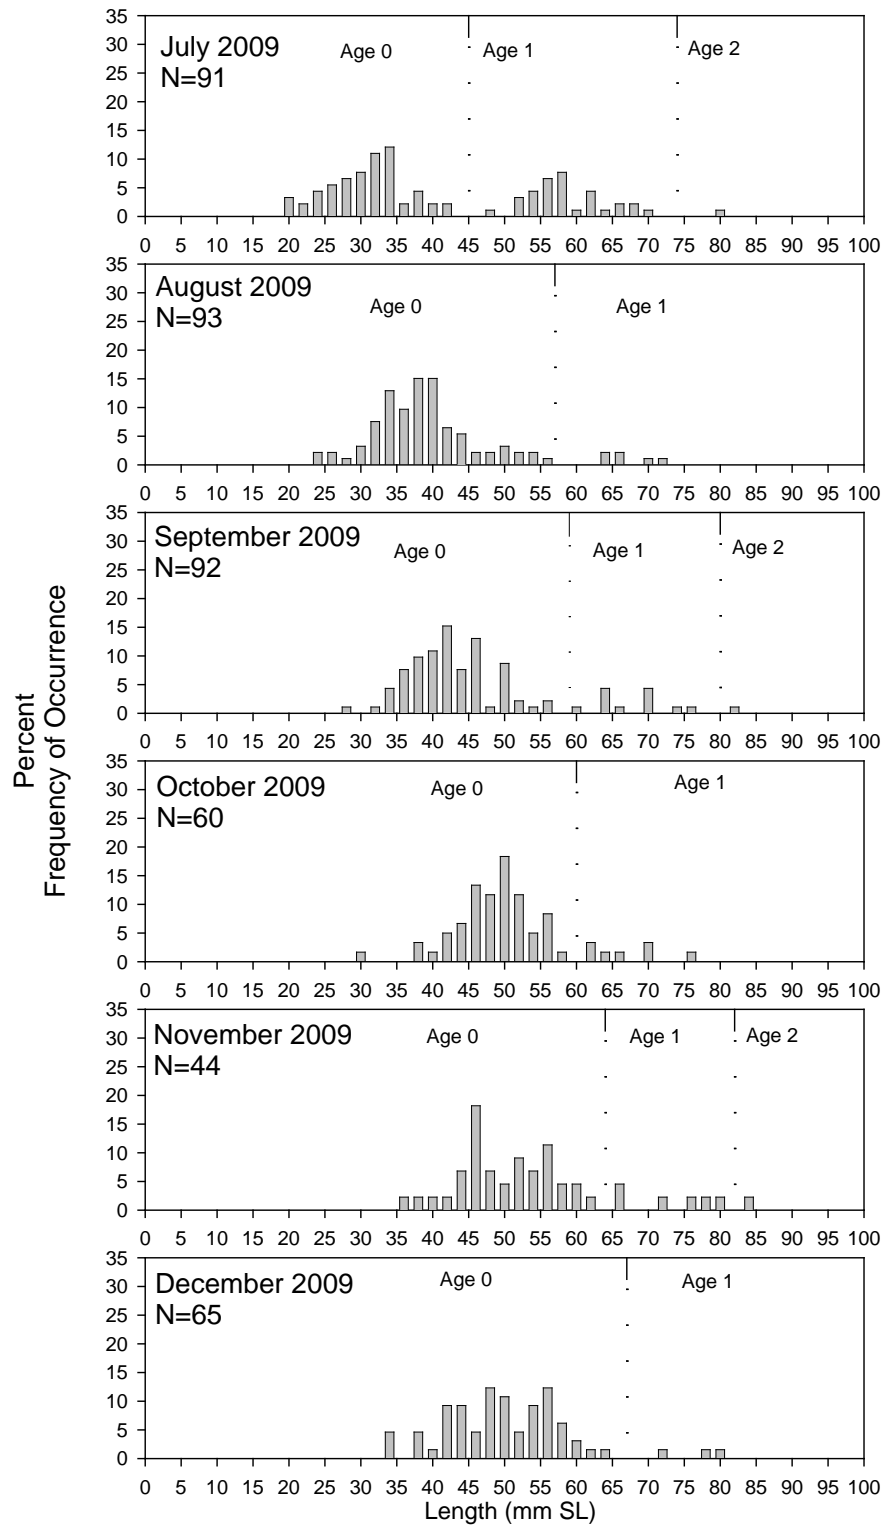 35
30
25
20
15
10
5
0
July 2009
N=91
Age 0
Age 1
Age 2
0 5 10 15 20 25 30 35 40 45 50 55 60 65 70 75 80 85 90 95 100
35
30
25
20
15
10
5
0
August 2009
N=93
Age 0
Age 1
0 5 10 15 20 25 30 35 40 45 50 55 60 65 70 75 80 85 90 95 100
35
30
25
20
15
10
5
0
September 2009
N=92
Age 0
Age 1
Age 2
0 5 10 15 20 25 30 35 40 45 50 55 60 65 70 75 80 85 90 95 100
Percent
Frequency of Occurrence
35
30
25
20
15
10
5
0
October 2009
N=60
Age 0
Age 1
0 5 10 15 20 25 30 35 40 45 50 55 60 65 70 75 80 85 90 95 100
35
30
25
20
15
10
5
0
November 2009
N=44
Age 0
Age 1
Age 2
0 5 10 15 20 25 30 35 40 45 50 55 60 65 70 75 80 85 90 95 100
35
30
25
20
15
10
5
0
December 2009
N=65
Age 0
Age 1
0 5 10 15 20 25 30 35 40 45 50 55 60 65 70 75 80 85 90 95 100
Length (mm SL)